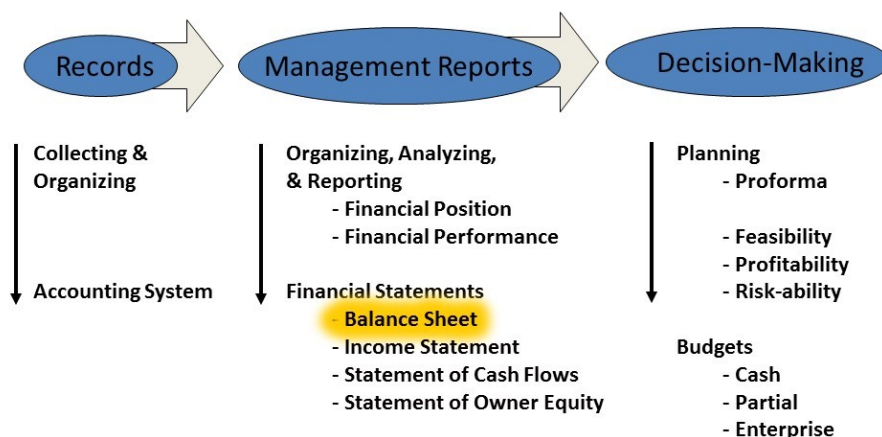 Records
Management Reports
Decision-Making
Collecting &
Organizing
Accounting System
Organizing, Analyzing,
& Reporting
- Financial Position
- Financial Performance
Financial Statements
- Balance Sheet
- Income Statement
- Statement of Cash Flows
- Statement of Owner Equity
Planning
- Proforma
- Feasibility
- Profitability
- Risk-ability
Budgets
- Cash
- Partial
- Enterprise